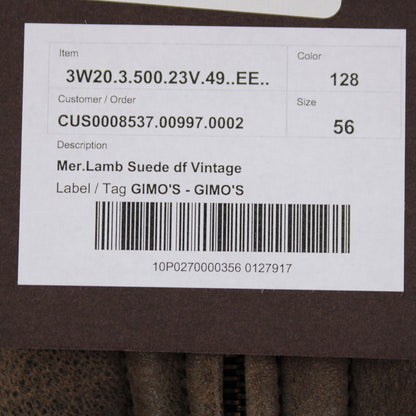 Item Color
3W20.3.500.23V.49..EE.. 128
Customer / Order Size
CUS0008537.00997.0002 56
Description
Mer.Lamb Suede df Vintage
Label / Tag GIMO'S - GIMO'S
10P0270000356 0127917